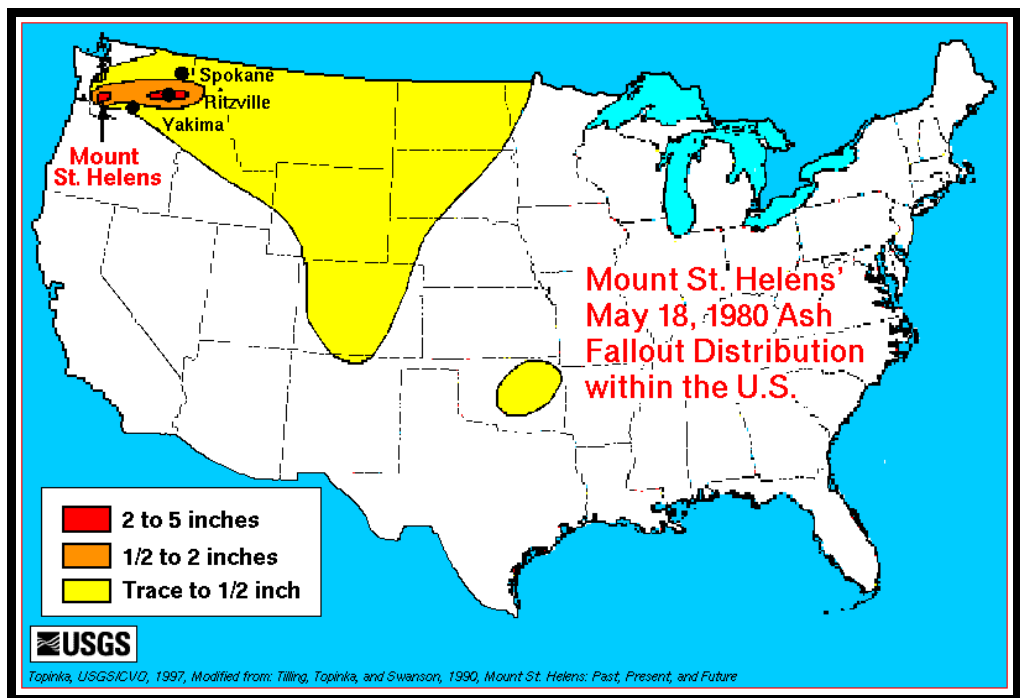 Spokane
Ritzville
Yakima
Mount
St. Helens
Mount St. Helens’
May 18, 1980 Ash
Fallout Distribution
within the U.S.
2 to 5 inches
1/2 to 2 inches
Trace to 1/2 inch
USGS
Topinka, USGS/CVO, 1997, Modified from: Tilling, Topinka, and Swanson, 1990, Mount St. Helens: Past, Present, and Future